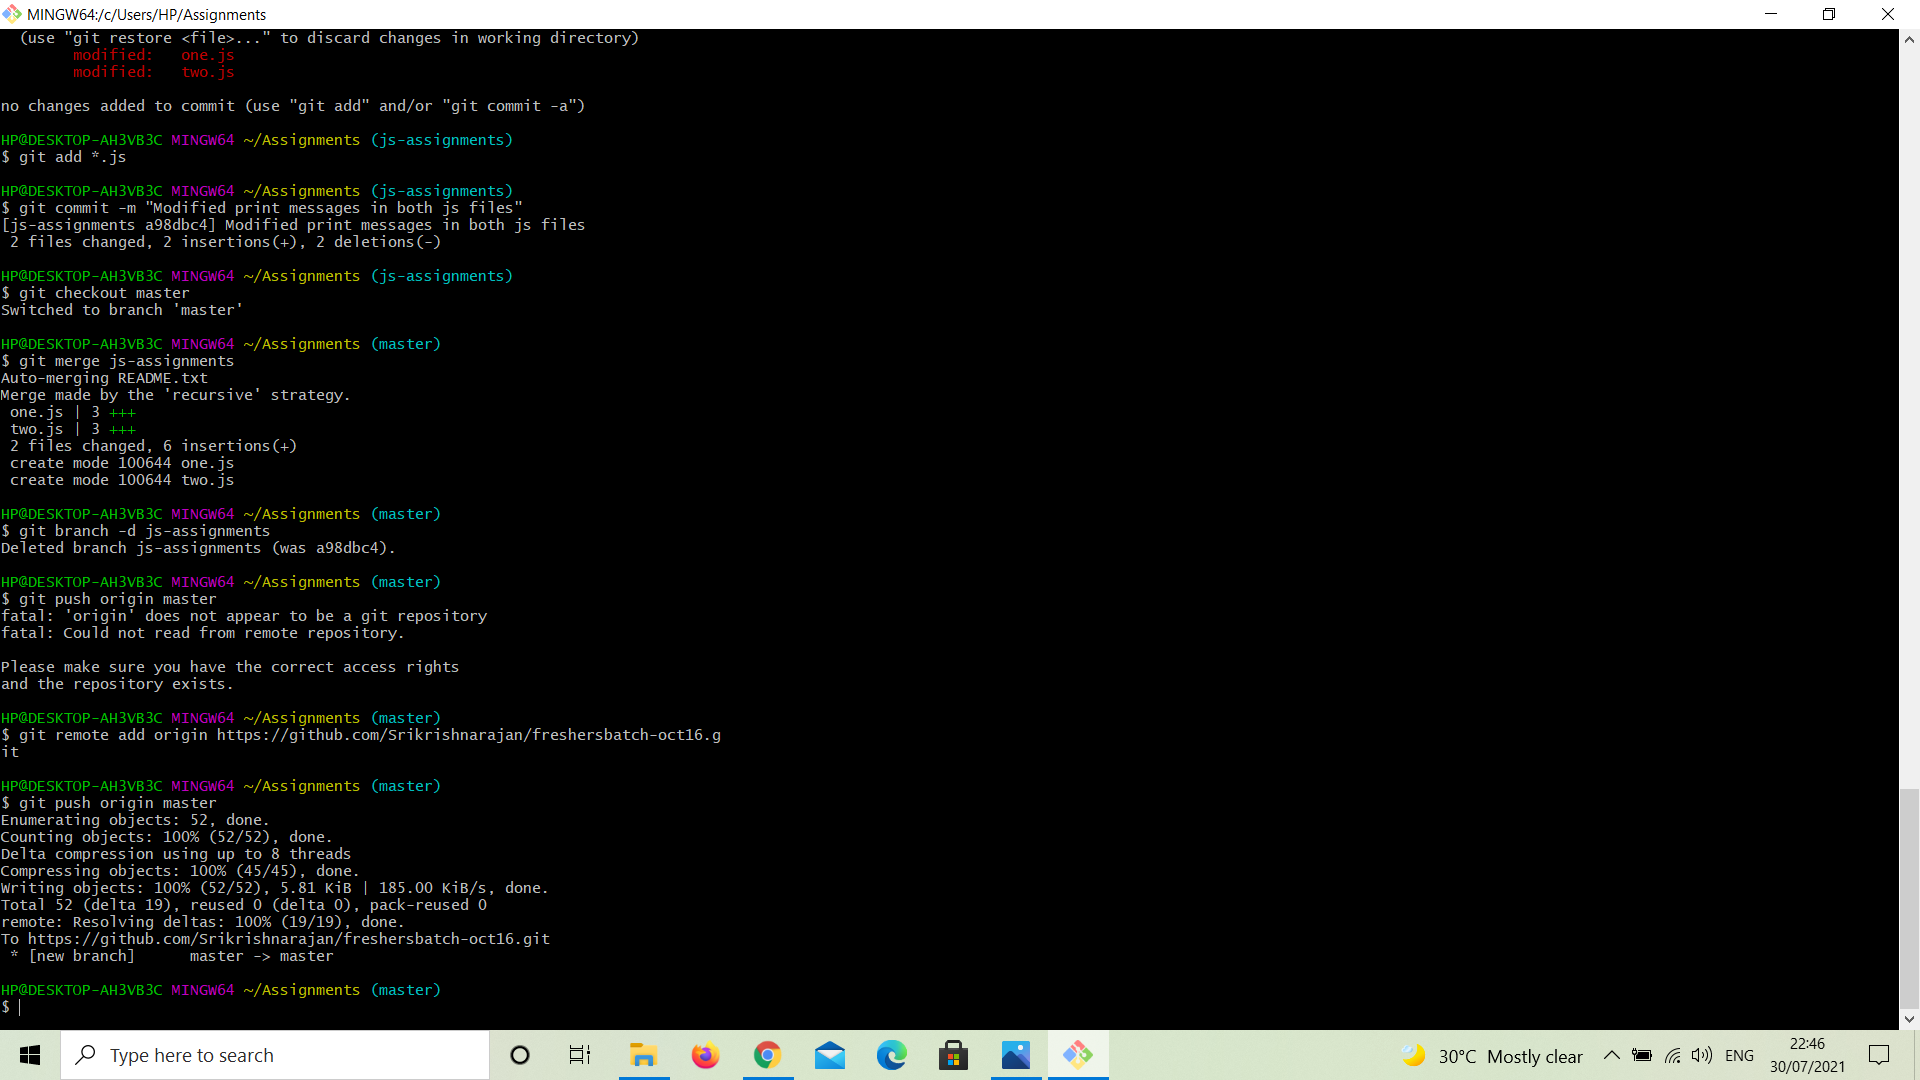 MINGW64:/c/Users/HP/Assignments
(use "git restore <file>..." to discard changes in working directory)
modified:   one.js
modified:   two.js
no changes added to commit (use "git add" and/or "git commit -a")
HP@DESKTOP-AH3VB3C MINGW64 ~/Assignments (js-assignments)
$ git add *.js
HP@DESKTOP-AH3VB3C MINGW64 ~/Assignments (js-assignments)
$ git commit -m "Modified print messages in both js files"
[js-assignments a98dbc4] Modified print messages in both js files
2 files changed, 2 insertions(+), 2 deletions(-)
HP@DESKTOP-AH3VB3C MINGW64 ~/Assignments (js-assignments)
$ git checkout master
Switched to branch 'master'
HP@DESKTOP-AH3VB3C MINGW64 ~/Assignments (master)
$ git merge js-assignments
Auto-merging README.txt
Merge made by the 'recursive' strategy.
one.js | 3 +++
two.js | 3 +++
2 files changed, 6 insertions(+)
create mode 100644 one.js
create mode 100644 two.js
HP@DESKTOP-AH3VB3C MINGW64 ~/Assignments (master)
$ git branch -d js-assignments
Deleted branch js-assignments (was a98dbc4).
HP@DESKTOP-AH3VB3C MINGW64 ~/Assignments (master)
$ git push origin master
fatal: 'origin' does not appear to be a git repository
fatal: Could not read from remote repository.
Please make sure you have the correct access rights
and the repository exists.
HP@DESKTOP-AH3VB3C MINGW64 ~/Assignments (master)
$ git remote add origin https://github.com/Srikrishnarajan/freshersbatch-oct16.g
it
HP@DESKTOP-AH3VB3C MINGW64 ~/Assignments (master)
$ git push origin master
Enumerating objects: 52, done.
Counting objects: 100% (52/52), done.
Delta compression using up to 8 threads
Compressing objects: 100% (45/45), done.
Writing objects: 100% (52/52), 5.81 KiB | 185.00 KiB/s, done.
Total 52 (delta 19), reused 0 (delta 0), pack-reused 0
remote: Resolving deltas: 100% (19/19), done.
To https://github.com/Srikrishnarajan/freshersbatch-oct16.git
* [new branch]      master -> master
HP@DESKTOP-AH3VB3C MINGW64 ~/Assignments (master)
$
Type here to search
30°C Mostly clear
ENG
22:46
30/07/2021